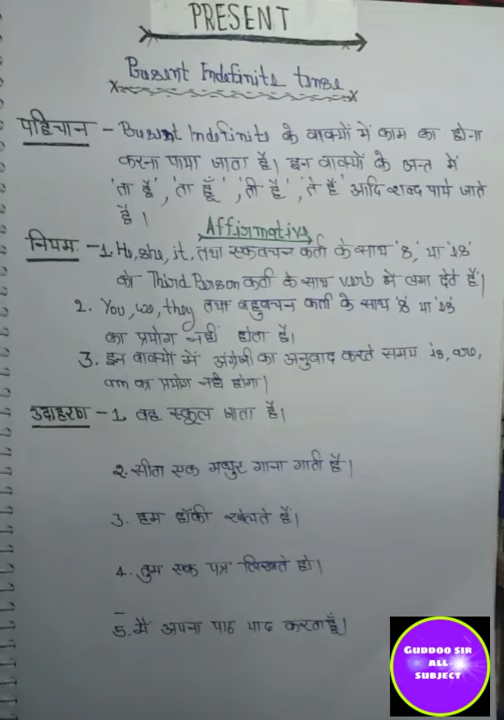 PRESENT
Present Indefinite tense
पहिचान - Present Indefinite के वाक्यों में काम का होना
करना पाया जाता है। इन वाक्यों के अन्त में
'ता है', 'ता हूँ', 'ती है', 'ते हैं' आदि शब्द पाये जाते
है।
Affirmative
नियम - 1. He, she, it, तथा एकवचन कर्ता के साथ 's', या 'es'
को Third Person कर्ता के साथ verb में लगा देते हैं।
2. You, we, they तथा बहुवचन कर्ता के साथ 's' या 'es'
का प्रयोग नहीं होता है।
3. इन वाक्यों में अंग्रेजी का अनुवाद करते समय is, are,
am का प्रयोग नही होगा।
उदाहरण - 1. वह स्कूल जाता है।
2. सीता एक मधुर गाना गाती है।
3. हम हॉकी खेलते हैं।
4. तुम एक पत्र लिखते हो।
5. मैं अपना पाठ याद करता हूँ।
GUDDOO SIR
ALL
SUBJECT